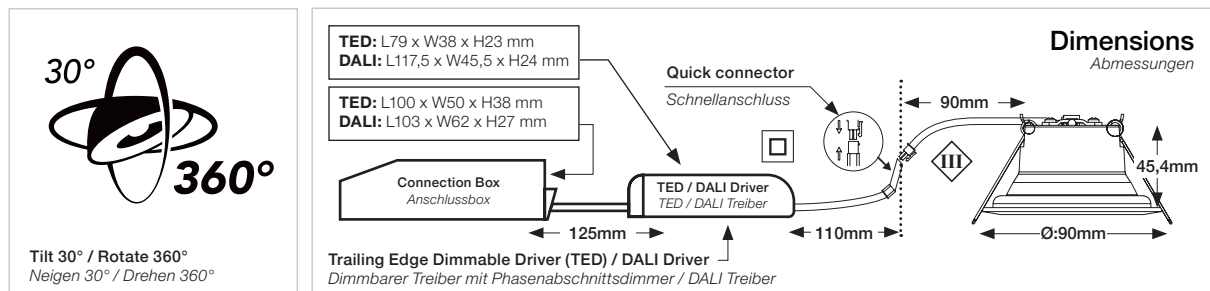 30°
360°
Tilt 30° / Rotate 360°
Neigen 30° / Drehen 360°
TED: L79 x W38 x H23 mm
DALI: L117,5 x W45,5 x H24 mm
TED: L100 x W50 x H38 mm
DALI: L103 x W62 x H27 mm
Dimensions
Abmessungen
Quick connector
Schnellanschluss
90mm
III
45,4mm
Connection Box
Anschlussbox
TED / DALI Driver
TED / DALI Treiber
125mm
110mm
Ø:90mm
Trailing Edge Dimmable Driver (TED) / DALI Driver
Dimmbarer Treiber mit Phasenabschnittsdimmer / DALI Treiber